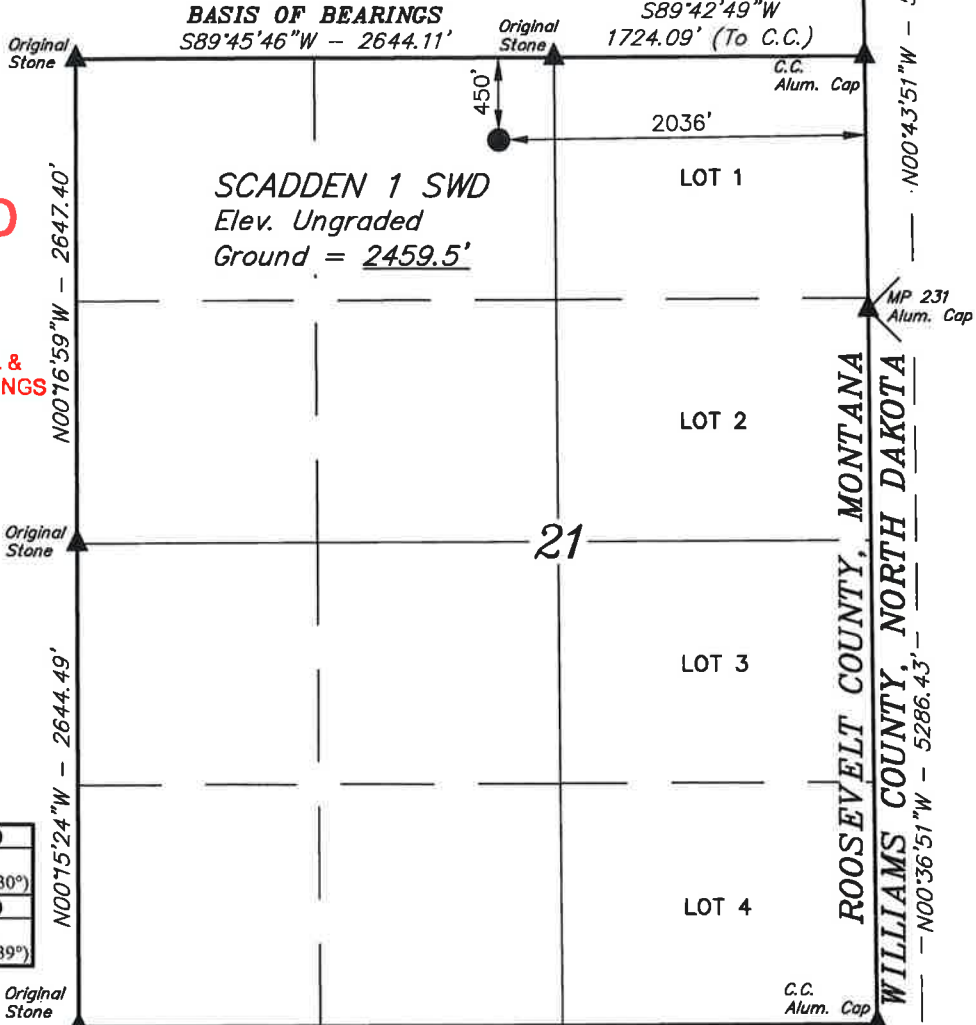 BASIS OF BEARINGS
S89°45'46"W – 2644.11'
Original
Stone
Original
Stone
S89°42'49"W
1724.09' (To C.C.)
C.C.
Alum. Cap
450'
2036'
N00°43'51"W –
LOT 1
SCADDEN 1 SWD
Elev. Ungraded
Ground = 2459.5'
N00°16'59"W – 2647.40'
&
NGS
MP 231
Alum. Cap
LOT 2
ROOSEVELT COUNTY, MONTANA
WILLIAMS COUNTY, NORTH DAKOTA
Original
Stone
21
LOT 3
N00°15'24"W – 2644.49'
N00°36'51"W – 5286.43'
30°)
39°)
LOT 4
Original
Stone
C.C.
Alum. Cap